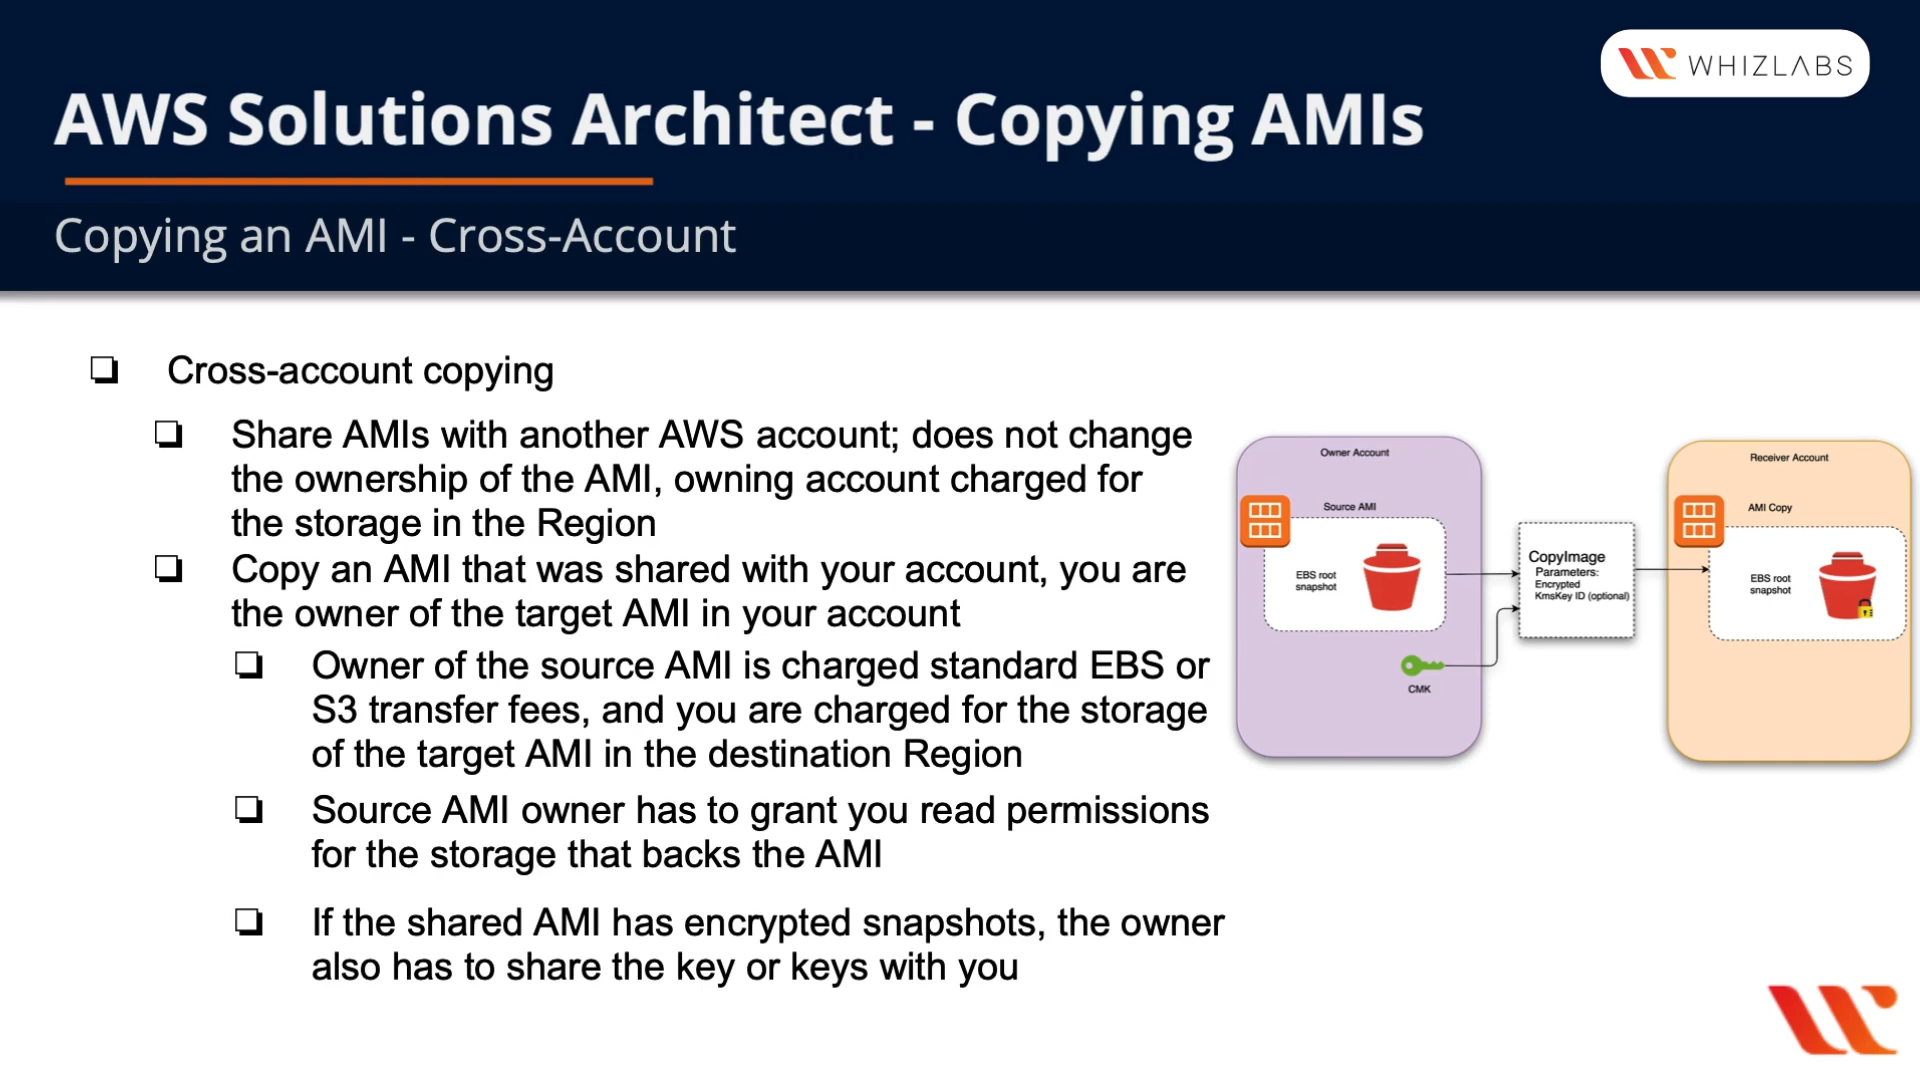 WHIZLABS
AWS Solutions Architect - Copying AMIs
Copying an AMI - Cross-Account
Cross-account copying
Share AMIs with another AWS account; does not change
the ownership of the AMI, owning account charged for
the storage in the Region
Copy an AMI that was shared with your account, you are
the owner of the target AMI in your account
Owner of the source AMI is charged standard EBS or
S3 transfer fees, and you are charged for the storage
of the target AMI in the destination Region
Source AMI owner has to grant you read permissions
for the storage that backs the AMI
If the shared AMI has encrypted snapshots, the owner
also has to share the key or keys with you
Owner Account
Source AMI
EBS root
snapshot
CMK
CopyImage
Parameters:
Encrypted
KmsKey ID (optional)
Receiver Account
AMI Copy
EBS root
snapshot